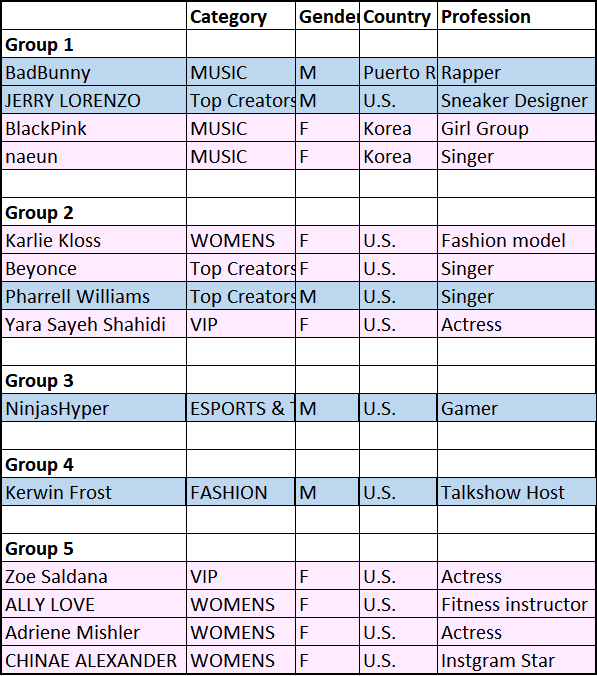 Category Gender Country Profession
Group 1
BadBunny MUSIC M Puerto R Rapper
JERRY LORENZO Top Creators M U.S. Sneaker Designer
BlackPink MUSIC F Korea Girl Group
naeun MUSIC F Korea Singer
Group 2
Karlie Kloss WOMENS F U.S. Fashion model
Beyonce Top Creators F U.S. Singer
Pharrell Williams Top Creators M U.S. Singer
Yara Sayeh Shahidi VIP F U.S. Actress
Group 3
NinjasHyper ESPORTS & T M U.S. Gamer
Group 4
Kerwin Frost FASHION M U.S. Talkshow Host
Group 5
Zoe Saldana VIP F U.S. Actress
ALLY LOVE WOMENS F U.S. Fitness instructor
Adriene Mishler WOMENS F U.S. Actress
CHINAE ALEXANDER WOMENS F U.S. Instgram Star